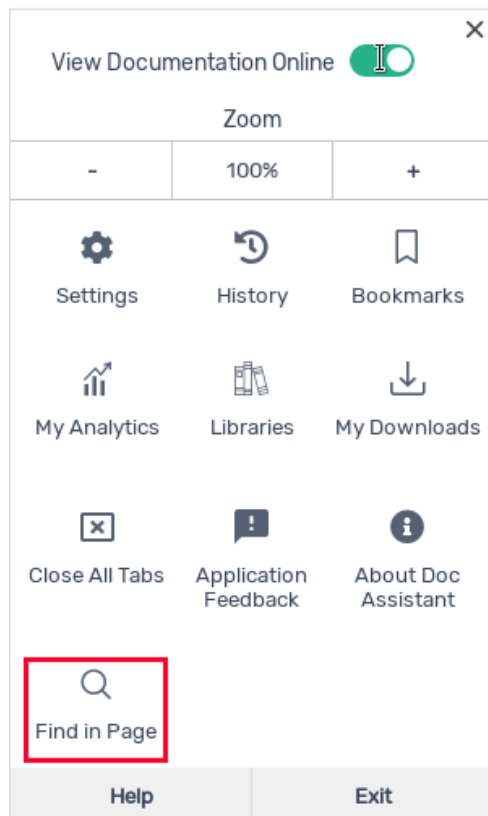 View Documentation Online
Zoom
- 100% +
Settings History Bookmarks
My Analytics Libraries My Downloads
Close All Tabs Application About Doc
Feedback Assistant
Find in Page
Help Exit